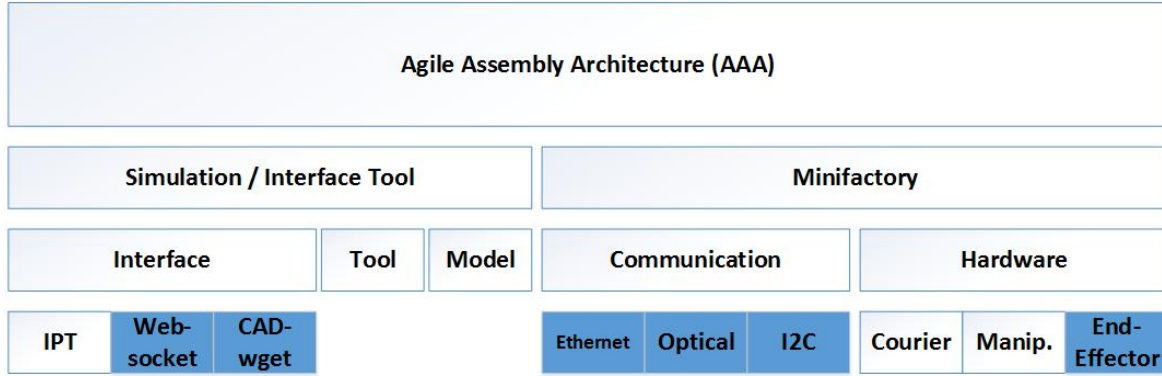 Agile Assembly Architecture (AAA)
Simulation / Interface Tool
Minifactory
Interface
Tool
Model
Communication
Hardware
IPT
Web-
socket
CAD-
wget
Ethernet
Optical
I2C
Courier
Manip.
End-
Effector